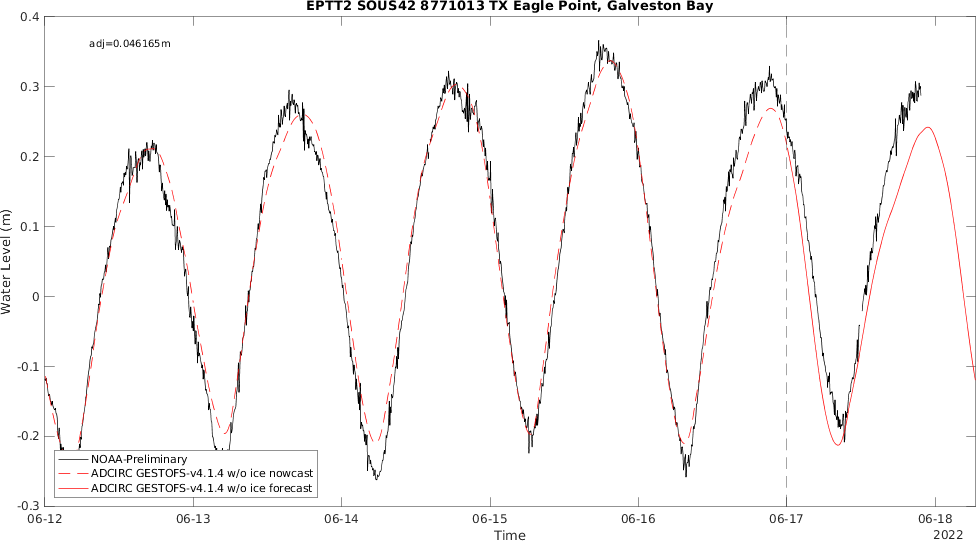 EPTT2 SOUS42 8771013 TX Eagle Point, Galveston Bay
adj=0.046165m
0.4
0.3
0.2
0.1
0
-0.1
-0.2
-0.3
Water Level (m)
NOAA-Preliminary
ADCIRC GESTOFS-v4.1.4 w/o ice nowcast
ADCIRC GESTOFS-v4.1.4 w/o ice forecast
06-12 06-13 06-14 06-15 06-16 06-17 06-18
Time
2022